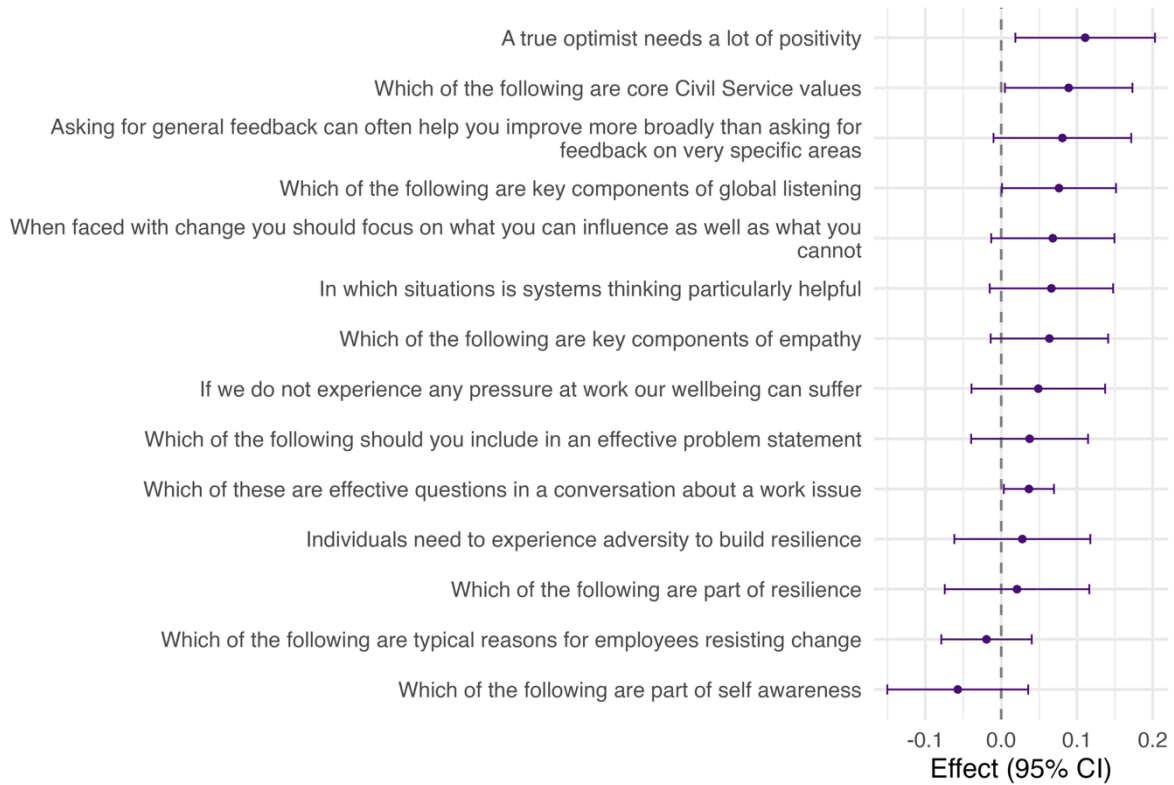 A true optimist needs a lot of positivity
Which of the following are core Civil Service values
Asking for general feedback can often help you improve more broadly than asking for
feedback on very specific areas
Which of the following are key components of global listening
When faced with change you should focus on what you can influence as well as what you
cannot
In which situations is systems thinking particularly helpful
Which of the following are key components of empathy
If we do not experience any pressure at work our wellbeing can suffer
Which of the following should you include in an effective problem statement
Which of these are effective questions in a conversation about a work issue
Individuals need to experience adversity to build resilience
Which of the following are part of resilience
Which of the following are typical reasons for employees resisting change
Which of the following are part of self awareness
-0.1 0.0 0.1 0.2
Effect (95% CI)